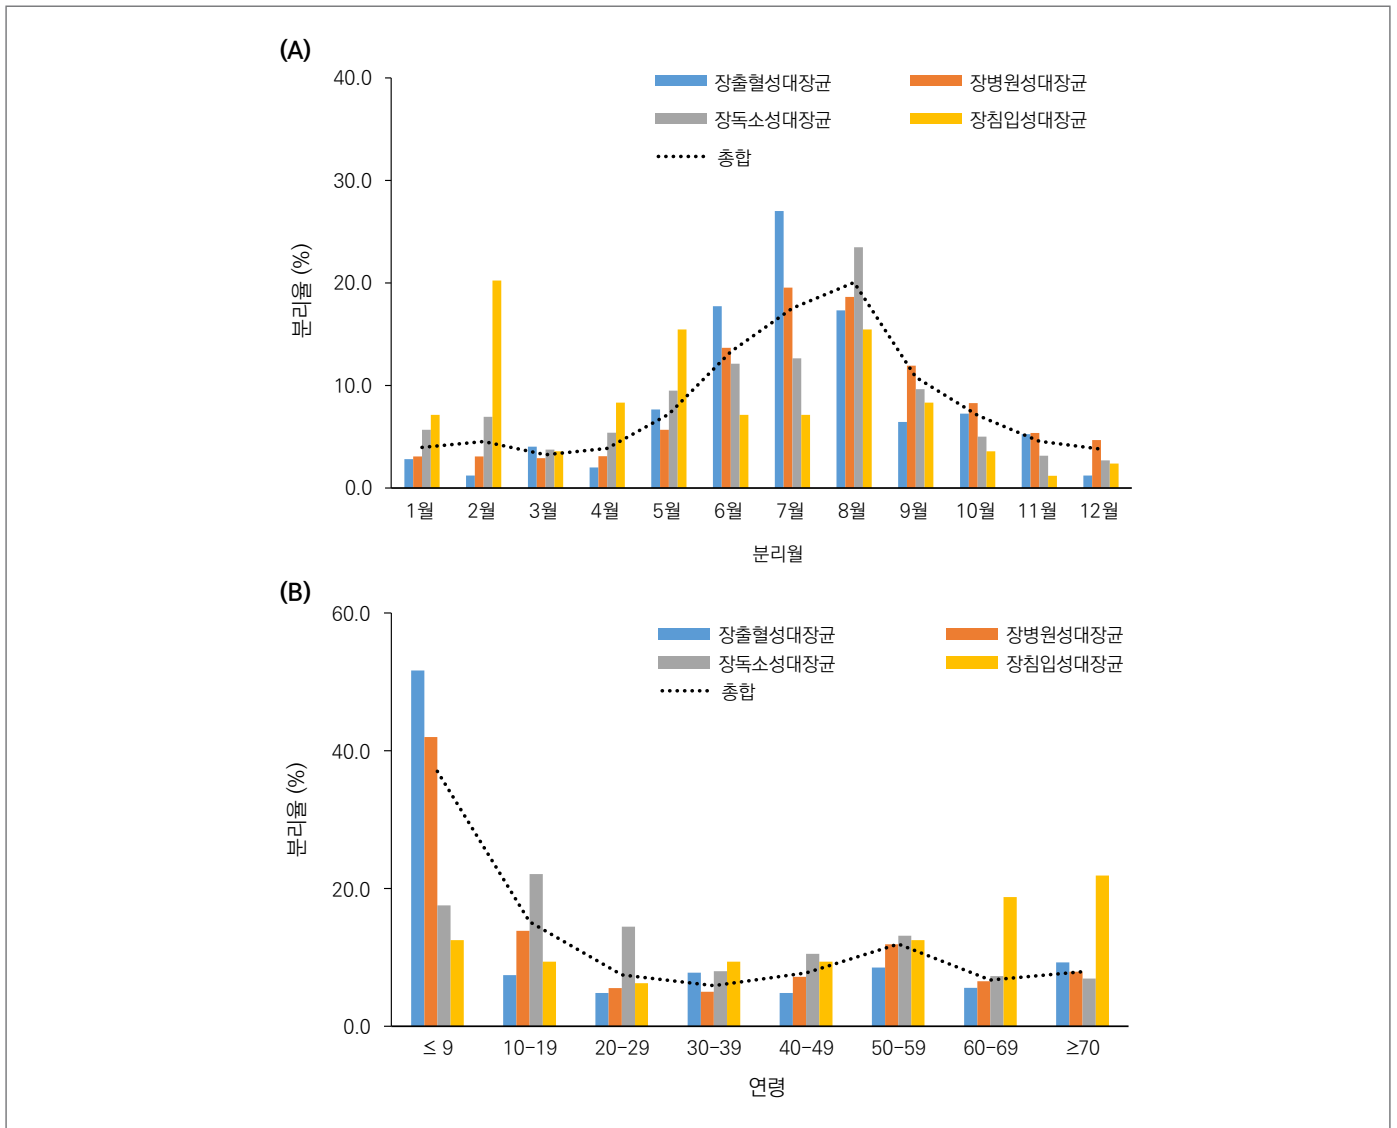 (A)
40.0
30.0
20.0
10.0
0.0
분리율 (%)
장출혈성대장균 장병원성대장균
장독소성대장균 장침입성대장균
총합
1월 2월 3월 4월 5월 6월 7월 8월 9월 10월 11월 12월
분리월
(B)
60.0
40.0
20.0
0.0
분리율 (%)
장출혈성대장균 장병원성대장균
장독소성대장균 장침입성대장균
총합
≤ 9 10-19 20-29 30-39 40-49 50-59 60-69 ≥70
연령